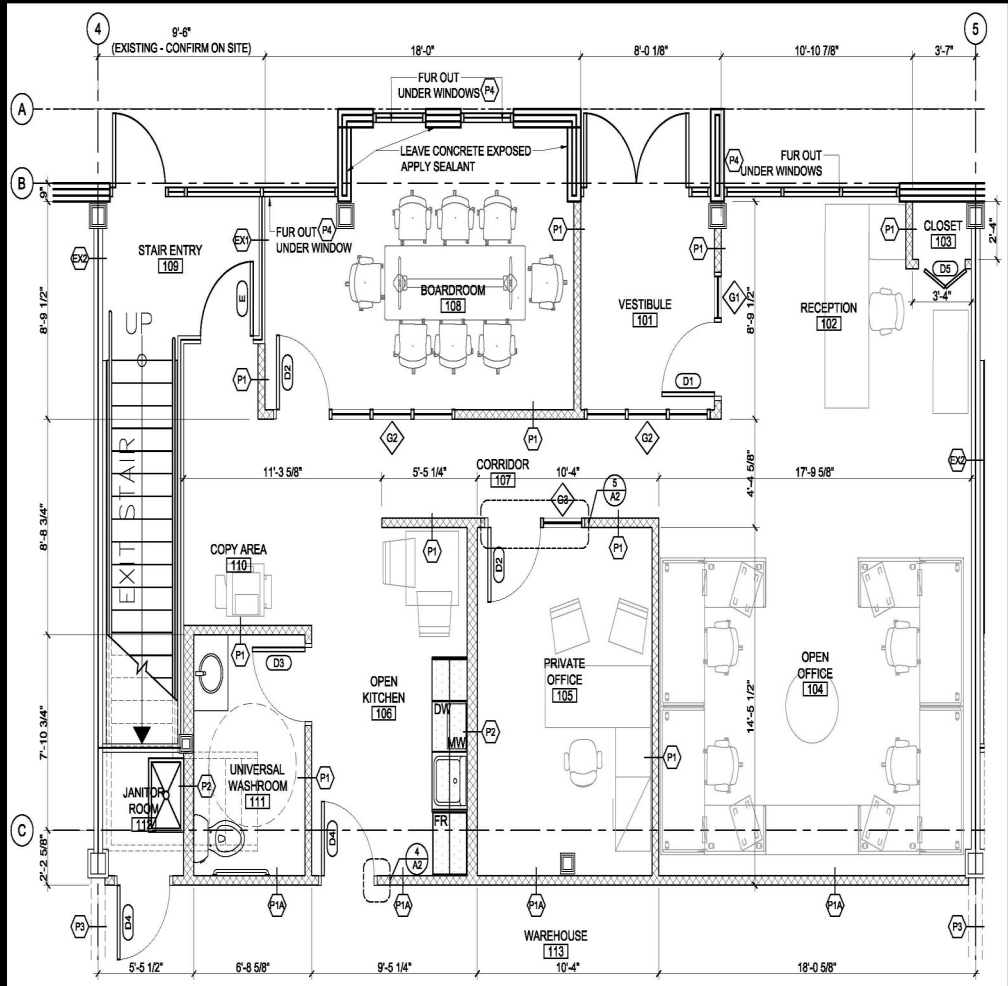 4
9'-6"
(EXISTING - CONFIRM ON SITE)
18'-0"
8'-0 1/8"
10'-10 7/8"
3'-7"
5
A
FUR OUT
UNDER WINDOWS
P4
LEAVE CONCRETE EXPOSED
APPLY SEALANT
P4
FUR OUT
UNDER WINDOWS
B
9"
EX2
STAIR ENTRY
109
EX1
FUR OUT
UNDER WINDOW
P4
P1
P1
P1
CLOSET
103
2'-4"
D5
3'-4"
8'-9 1/2"
E
BOARDROOM
108
VESTIBULE
101
G1
8'-9 1/2"
RECEPTION
102
UP
P1
D2
D1
G2
P1
G2
EX2
EXIT STAIR
11'-3 5/8"
5'-5 1/4"
CORRIDOR
107
10'-4"
5
A2
4'-4 5/8"
17'-9 5/8"
8'-8 3/4"
G3
P1
P1
D2
COPY AREA
110
P1
D3
OPEN
KITCHEN
106
PRIVATE
OFFICE
105
OPEN
OFFICE
104
14'-5 1/2"
7'-10 3/4"
DW
MW
P2
P1
JANITOR
ROOM
112
P2
UNIVERSAL
WASHROOM
111
P1
FR
C
D4
2'-2 5/8"
4
A2
P3
D4
P1A
P1A
P1A
P1A
P3
WAREHOUSE
113
5'-5 1/2"
6'-8 5/8"
9'-5 1/4"
10'-4"
18'-0 5/8"